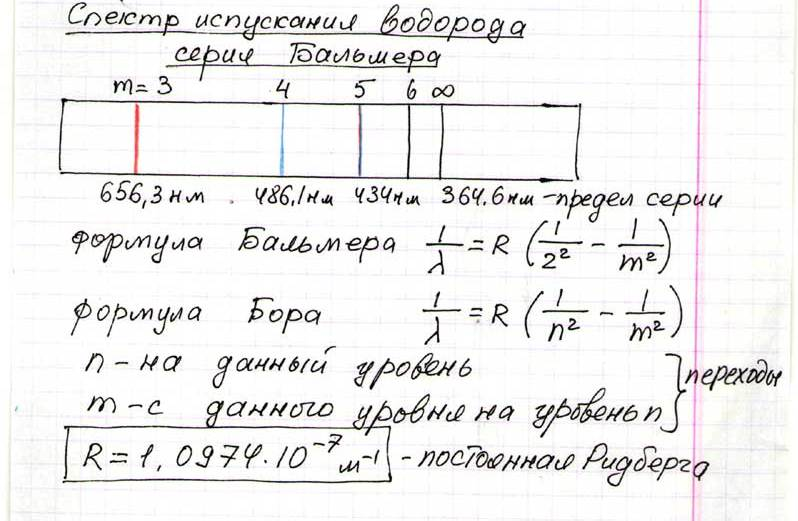 Спектр испускания водорода
серия Бальмера
m=3 4 5 6 ∞
656,3 нм . 486,1 нм 434 нм 364.6 нм - предел серии
формула Бальмера 1/λ = R (1/2² - 1/m²)
формула Бора 1/λ = R (1/n² - 1/m²)
n - на данный уровень
m - с данного уровня на уровень n } переходы
R = 1,0974·10⁻⁷ м⁻¹ - постоянная Ридберга